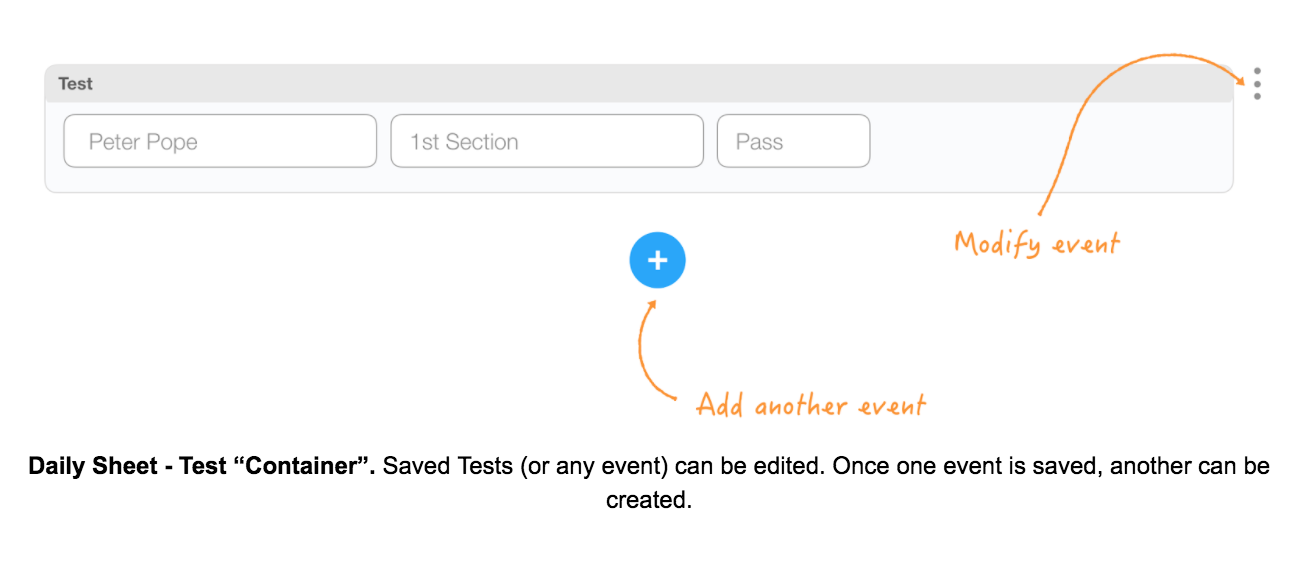 Test
Peter Pope 1st Section Pass
Modify event
+
Add another event
Daily Sheet - Test “Container”. Saved Tests (or any event) can be edited. Once one event is saved, another can be
created.